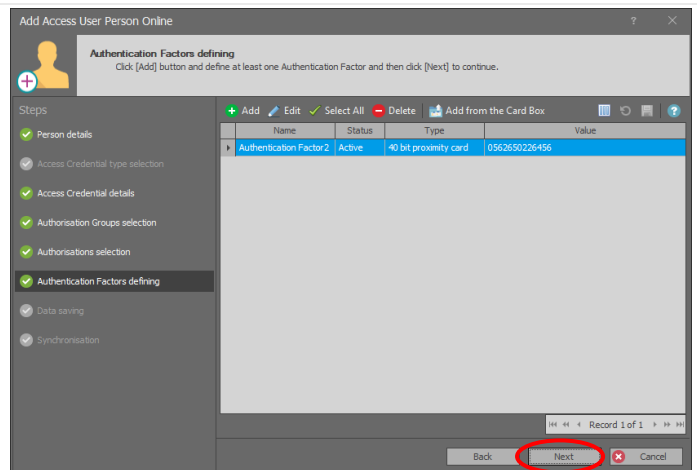 Add Access User Person Online ?
Authentication Factors defining
Click [Add] button and define at least one Authentication Factor and then click [Next] to continue.
Steps
Person details
Access Credential type selection
Access Credential details
Authorisation Groups selection
Authorisations selection
Authentication Factors defining
Data saving
Synchronisation
Add Edit Select All Delete Add from the Card Box ?
Name Status Type Value
Authentication Factor2 Active 40 bit proximity card 0562650226456
Record 1 of 1
Back Next Cancel